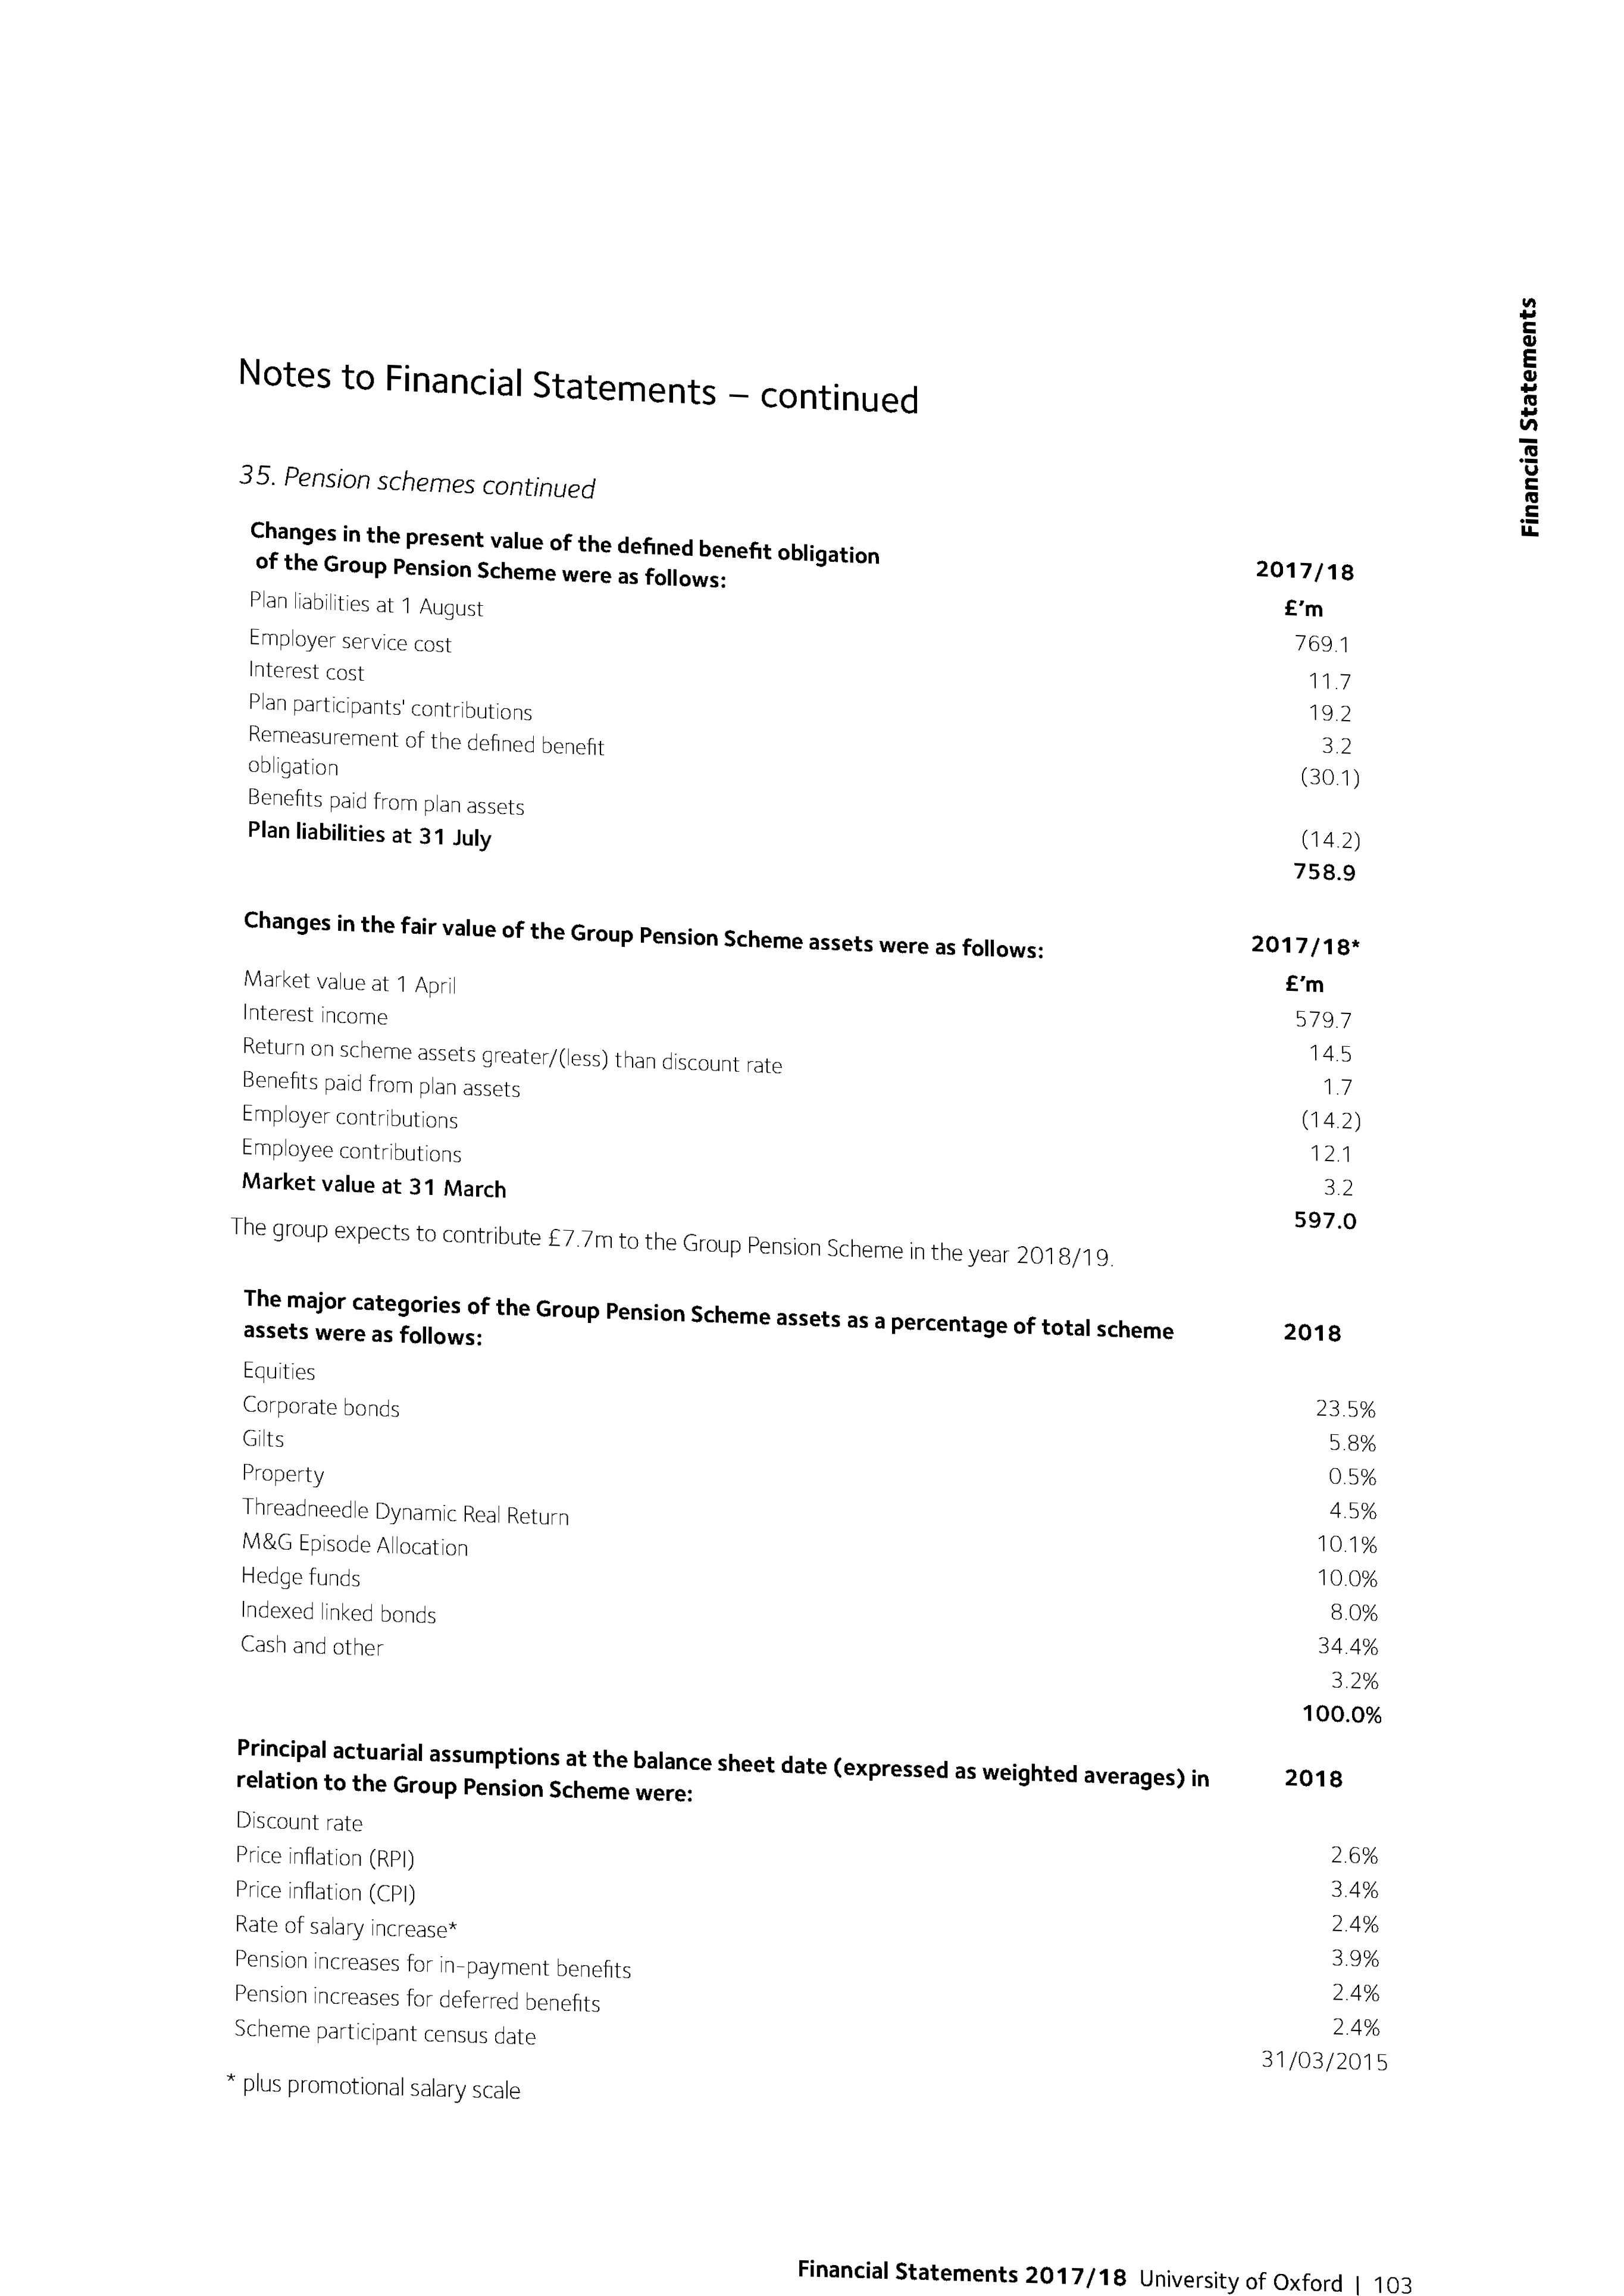 Financial Statements
Notes to Financial Statements – continued
35. Pension schemes continued
Changes in the present value of the defined benefit obligation
of the Group Pension Scheme were as follows: 2017/18
£'m
Plan liabilities at 1 August 769.1
Employer service cost 11.7
Interest cost 19.2
Plan participants' contributions 3.2
Remeasurement of the defined benefit (30.1)
obligation
Benefits paid from plan assets (14.2)
Plan liabilities at 31 July 758.9
Changes in the fair value of the Group Pension Scheme assets were as follows: 2017/18*
£'m
Market value at 1 April 579.7
Interest income 14.5
Return on scheme assets greater/(less) than discount rate 1.7
Benefits paid from plan assets (14.2)
Employer contributions 12.1
Employee contributions 3.2
Market value at 31 March 597.0
The group expects to contribute £7.7m to the Group Pension Scheme in the year 2018/19.
The major categories of the Group Pension Scheme assets as a percentage of total scheme 2018
assets were as follows:
Equities 23.5%
Corporate bonds 5.8%
Gilts 0.5%
Property 4.5%
Threadneedle Dynamic Real Return 10.1%
M&G Episode Allocation 10.0%
Hedge funds 8.0%
Indexed linked bonds 34.4%
Cash and other 3.2%
100.0%
Principal actuarial assumptions at the balance sheet date (expressed as weighted averages) in 2018
relation to the Group Pension Scheme were:
Discount rate 2.6%
Price inflation (RPI) 3.4%
Price inflation (CPI) 2.4%
Rate of salary increase* 3.9%
Pension increases for in-payment benefits 2.4%
Pension increases for deferred benefits 2.4%
Scheme participant census date 31/03/2015
* plus promotional salary scale
Financial Statements 2017/18 University of Oxford | 103